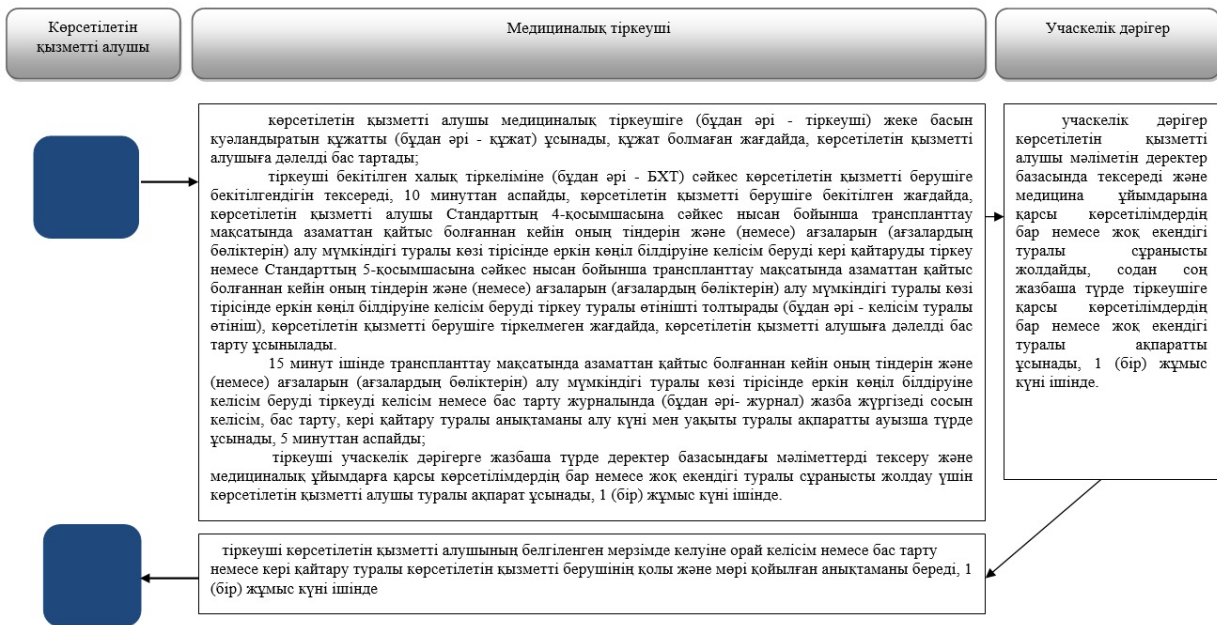 Көрсетілетін
қызметті алушы
Медициналық тіркеуші
Учаскелік дәрігер
көрсетілетін қызметті алушы медициналық тіркеушіге (бұдан әрі - тіркеуші) жеке басын
куәландыратын құжатты (бұдан әрі - құжат) ұсынады, құжат болмаған жағдайда, көрсетілетін қызметті
алушыға дәлелді бас тартады;
тіркеуші бекітілген халық тіркеліміне (бұдан әрі - БХТ) сәйкес көрсетілетін қызметті берушіге
бекітілгендігін тексереді, 10 минуттан аспайды, көрсетілетін қызметті берушіге бекітілген жағдайда,
көрсетілетін қызметті алушы Стандарттың 4-қосымшасына сәйкес нысан бойынша транспланттау
мақсатында азаматтан қайтыс болғаннан кейін оның тіндерін және (немесе) ағзаларын (ағзалардың
бөліктерін) алу мүмкіндігі туралы көзі тірісінде еркін көңіл білдіруіне келісім беруді кері қайтаруды тіркеу
немесе Стандарттың 5-қосымшасына сәйкес нысан бойынша транспланттау мақсатында азаматтан қайтыс
болғаннан кейін оның тіндерін және (немесе) ағзаларын (ағзалардың бөліктерін) алу мүмкіндігі туралы көзі
тірісінде еркін көңіл білдіруіне келісім беруді тіркеу туралы өтінішті толтырады (бұдан әрі - келісім туралы
өтініш), көрсетілетін қызметті берушіге тіркелмеген жағдайда, көрсетілетін қызметті алушыға дәлелді бас
тарту ұсынылады.
15 минут ішінде транспланттау мақсатында азаматтан қайтыс болғаннан кейін оның тіндерін және
(немесе) ағзаларын (ағзалардың бөліктерін) алу мүмкіндігі туралы көзі тірісінде еркін көңіл білдіруіне
келісім беруді тіркеуді келісім немесе бас тарту журналында (бұдан әрі- журнал) жазба жүргізеді сосын
келісім, бас тарту, кері қайтару туралы анықтаманы алу күні мен уақыты туралы ақпаратты ауызша түрде
ұсынады, 5 минуттан аспайды;
тіркеуші учаскелік дәрігерге жазбаша түрде деректер базасындағы мәліметтерді тексеру және
медициналық ұйымдарға қарсы көрсетілімдердің бар немесе жоқ екендігі туралы сұранысты жолдау үшін
көрсетілетін қызметті алушы туралы ақпарат ұсынады, 1 (бір) жұмыс күні ішінде.
учаскелік дәрігер
көрсетілетін қызметті
алушы мәліметін деректер
базасында тексереді және
медицина ұйымдарына
қарсы көрсетілімдердің
бар немесе жоқ екендігі
туралы сұранысты
жолдайды, содан соң
жазбаша түрде тіркеушіге
қарсы көрсетілімдердің
бар немесе жоқ екендігі
туралы ақпаратты
ұсынады, 1 (бір) жұмыс
күні ішінде.
тіркеуші көрсетілетін қызметті алушының белгіленген мерзімде келуіне орай келісім немесе бас тарту
немесе кері қайтару туралы көрсетілетін қызметті берушінің қолы және мөрі қойылған анықтаманы береді, 1
(бір) жұмыс күні ішінде